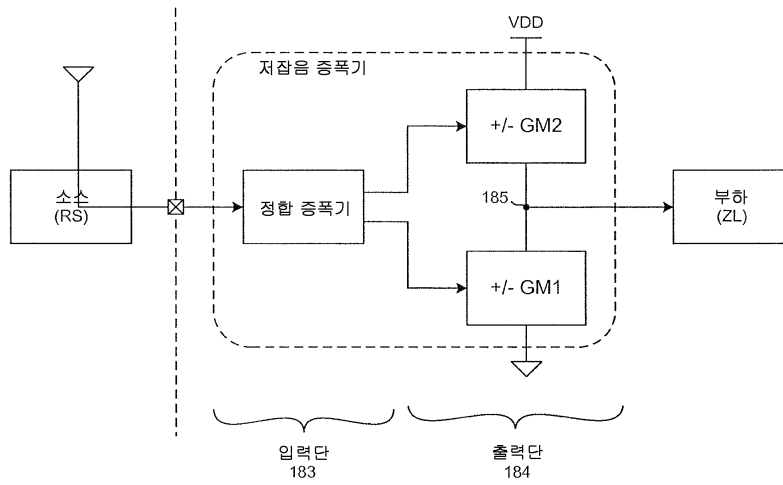 VDD
저잡음 증폭기
+/- GM2
소스
(RS)
정합 증폭기
185
부하
(ZL)
+/- GM1
입력단
183
출력단
184